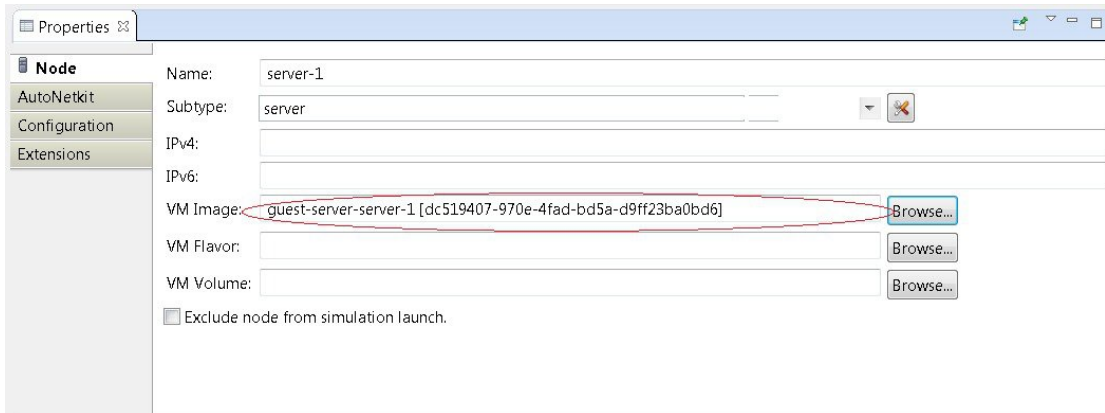 Properties
Node
AutoNetkit
Configuration
Extensions
Name: server-1
Subtype: server
IPv4:
IPv6:
VM Image: guest-server-server-1 [dc519407-970e-4fad-bd5a-d9ff23ba0bd6] Browse...
VM Flavor: Browse...
VM Volume: Browse...
Exclude node from simulation launch.